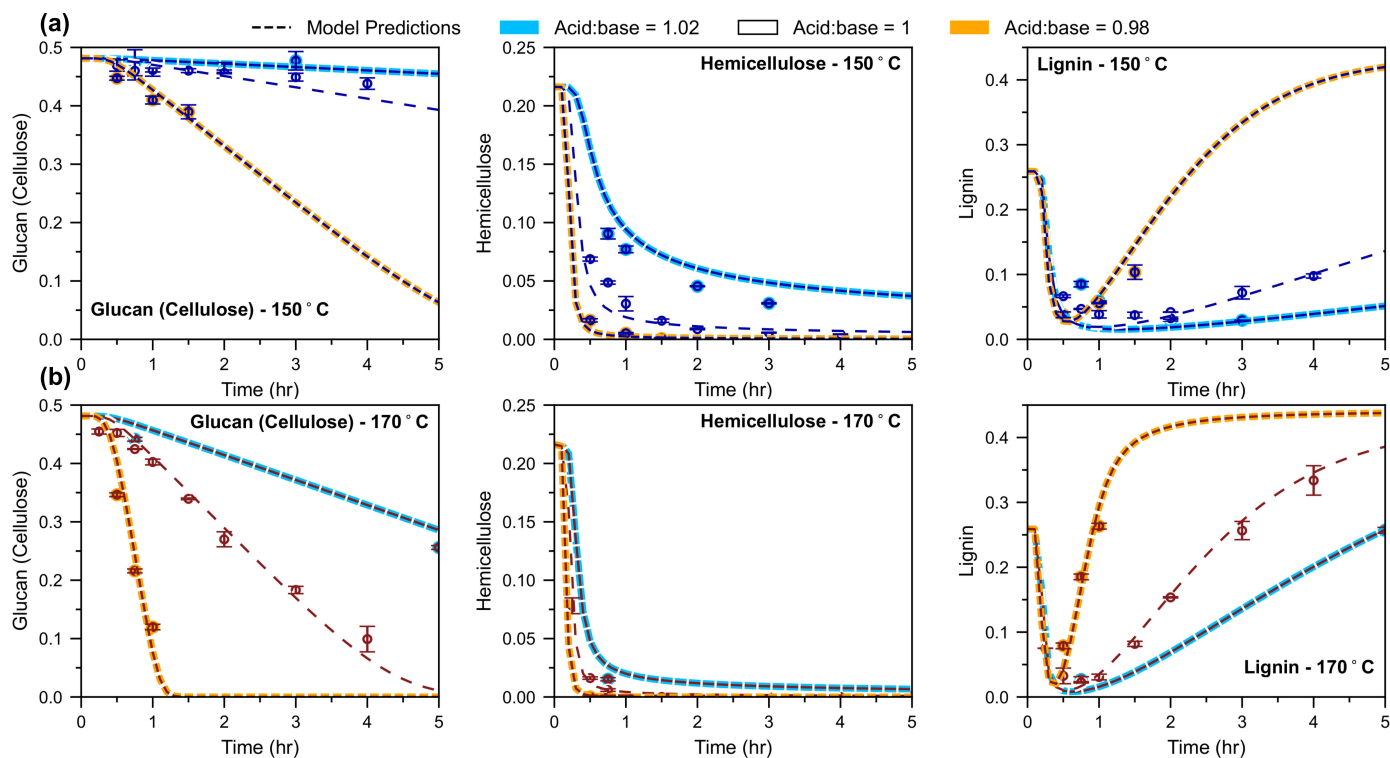 (a)
Model Predictions
Acid:base = 1.02
Acid:base = 1
Acid:base = 0.98
0.5
0.4
0.3
0.2
0.1
0.0
Glucan (Cellulose)
Glucan (Cellulose) - 150°C
0 1 2 3 4 5
Time (hr)
0.25
0.20
0.15
0.10
0.05
0.00
Hemicellulose
Hemicellulose - 150°C
0 1 2 3 4 5
Time (hr)
0.4
0.3
0.2
0.1
0.0
Lignin
Lignin - 150°C
0 1 2 3 4 5
Time (hr)
(b)
0.5
0.4
0.3
0.2
0.1
0.0
Glucan (Cellulose)
Glucan (Cellulose) - 170°C
0 1 2 3 4 5
Time (hr)
0.25
0.20
0.15
0.10
0.05
0.00
Hemicellulose
Hemicellulose - 170°C
0 1 2 3 4 5
Time (hr)
0.4
0.3
0.2
0.1
0.0
Lignin
Lignin - 170°C
0 1 2 3 4 5
Time (hr)